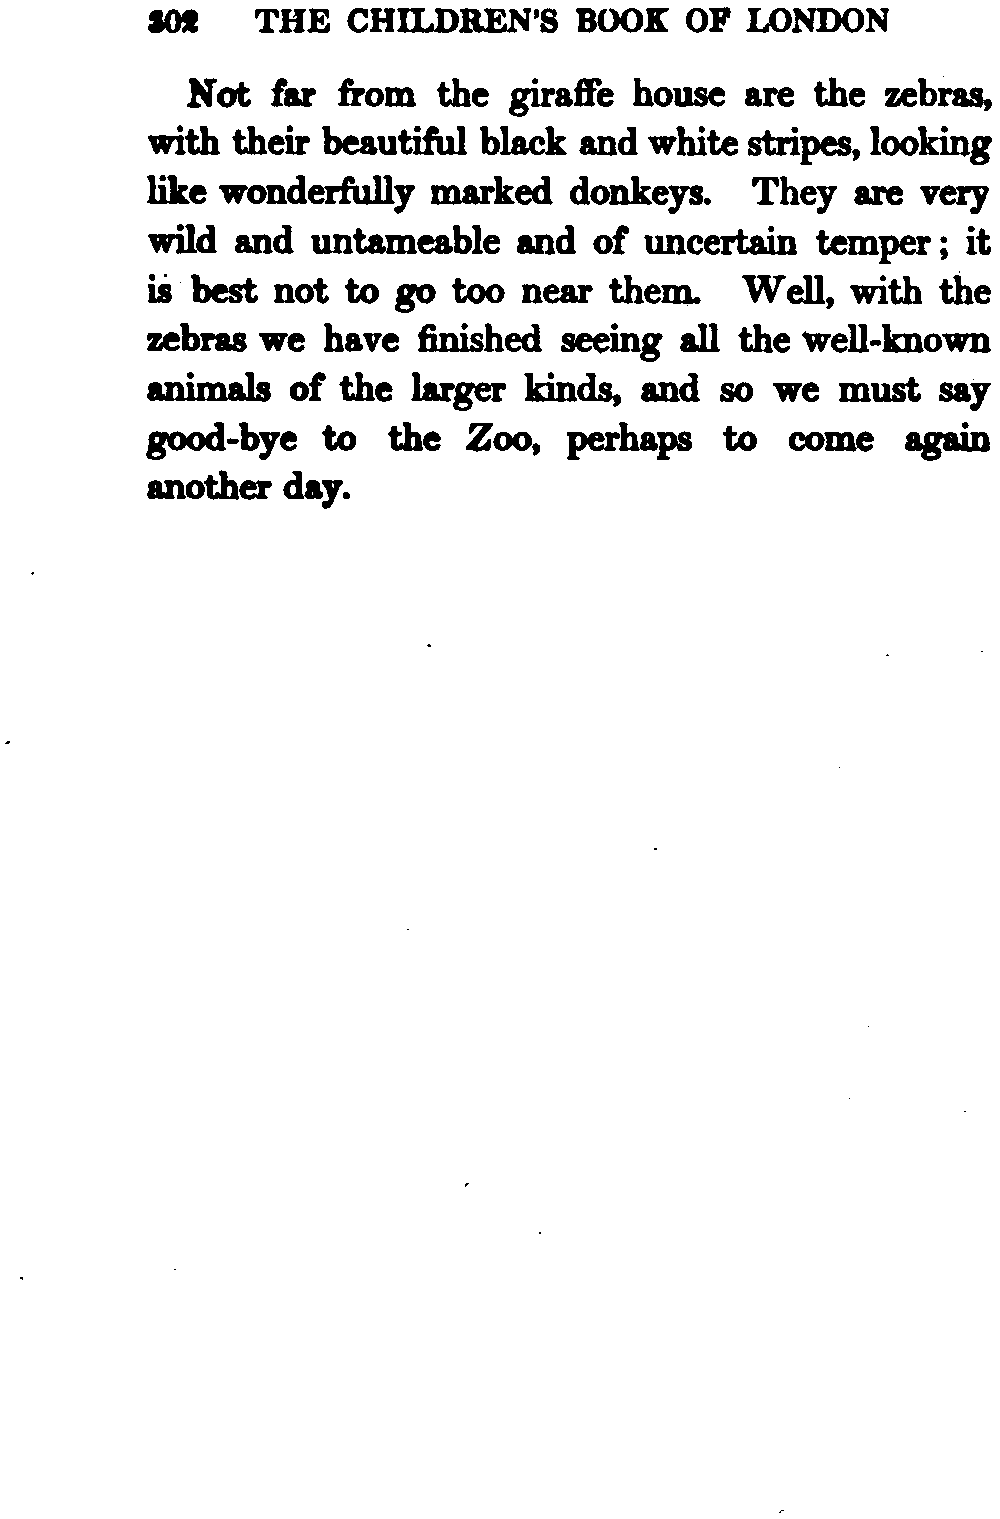 302 THE CHILDREN'S BOOK OF LONDON
Not far from the giraffe house are the zebras,
with their beautiful black and white stripes, looking
like wonderfully marked donkeys. They are very
wild and untameable and of uncertain temper; it
is best not to go too near them. Well, with the
zebras we have finished seeing all the well-known
animals of the larger kinds, and so we must say
good-bye to the Zoo, perhaps to come again
another day.